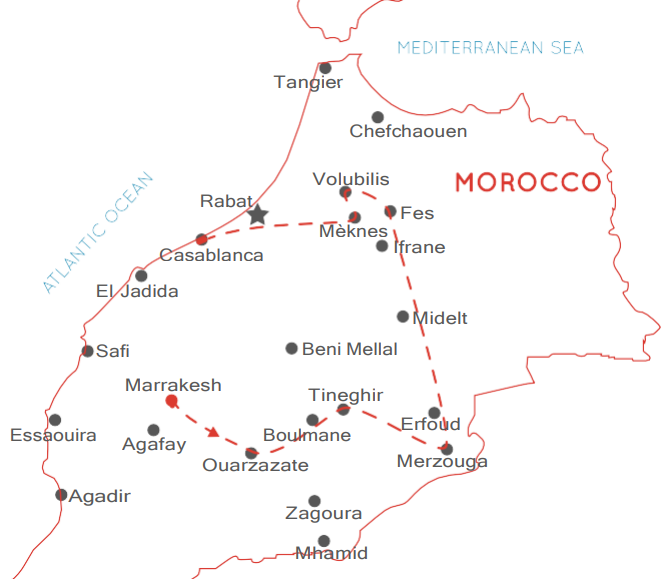 MEDITERRANEAN SEA
Tangier
Chefchaouen
Volubilis
MOROCCO
ATLANTIC OCEAN
Rabat
Fes
Mèknes
Ifrane
Casablanca
El Jadida
Midelt
Safi
Beni Mellal
Marrakesh
Tineghir
Erfoud
Essaouira
Agafay
Boumane
Ouarzazate
Merzouga
Agadir
Zagoura
Mhamid